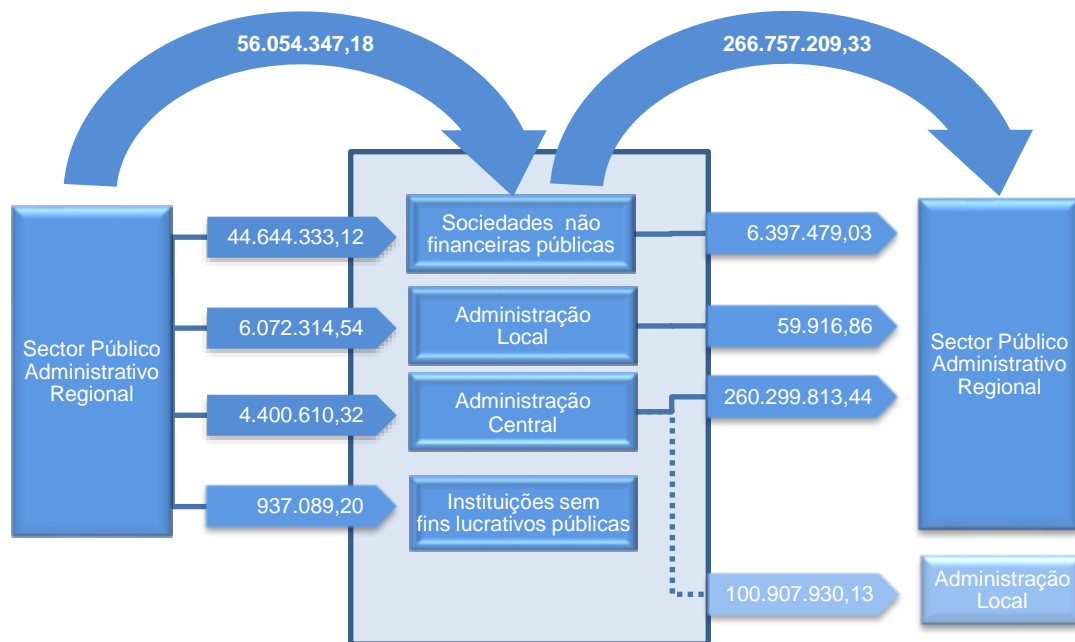 56.054.347,18
266.757.209,33
Sector Público
Administrativo
Regional
44.644.333,12
6.072.314,54
4.400.610,32
937.089,20
Sociedades não
financeiras públicas
Administração
Local
Administração
Central
Instituições sem
fins lucrativos públicas
6.397.479,03
59.916,86
260.299.813,44
100.907.930,13
Sector Público
Administrativo
Regional
Administração
Local